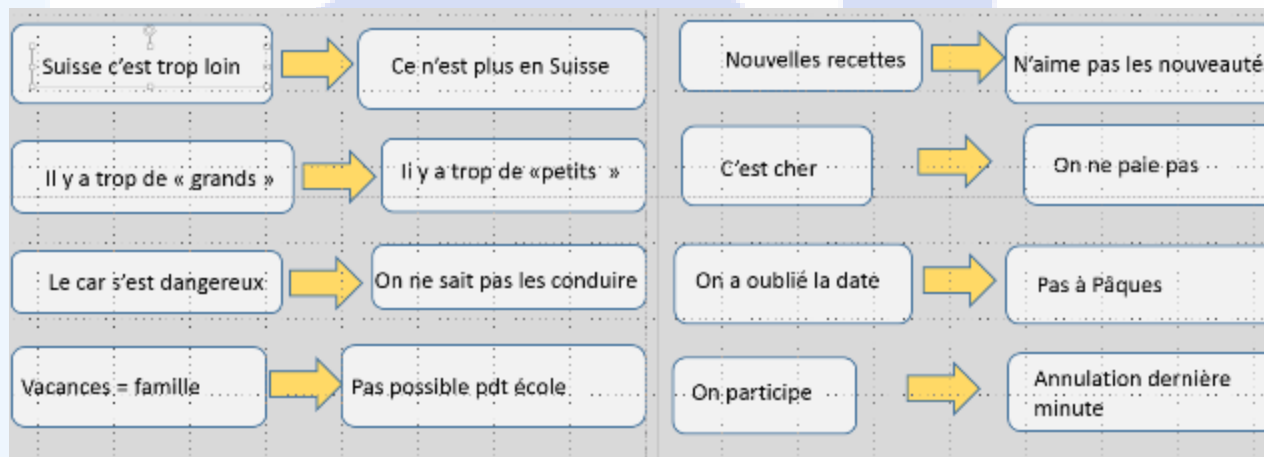 Suisse c'est trop loin
Ce n'est plus en Suisse
Nouvelles recettes
N'aime pas les nouveauté
Il y a trop de « grands »
Ii y a trop de «petits »
C'est cher
On ne paie pas
Le car s'est dangereux
On ne sait pas les conduire
On a oublié la date
Pas à Pâques
Vacances = famille
Pas possible pdt école
On participe
Annulation dernière
minute